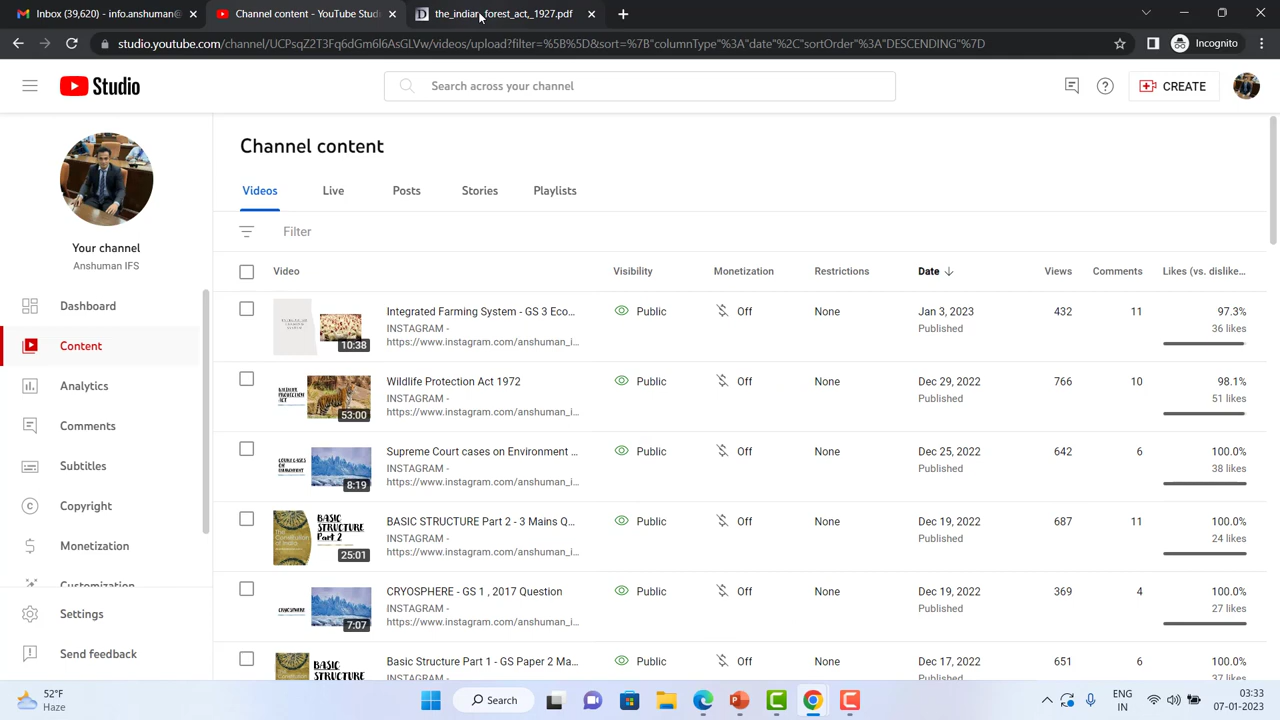 Inbox (39,620) - infoanshuman@
Channel content - YouTube Studio
the_indian_forest_act,_1927.pdf
studio.youtube.com/channel/UCPsqZ2T3Fq0dGm6l6AsGLVw/videos/upload?filter=%5B%5D&sort=%7B"columnType"%3A"date"%2C"sortOrder"%3A"DESCENDING"%7D
Incognito
Studio
Search across your channel
CREATE
Your channel
Anshuman IFS
Dashboard
Content
Analytics
Comments
Subtitles
Copyright
Monetization
Customization
Settings
Send feedback
Channel content
Videos Live Posts Stories Playlists
Filter
Video Visibility Monetization Restrictions Date Views Comments Likes (vs. dislike...
Integrated Farming System - GS 3 Eco... Public Off None Jan 3, 2023 432 11 97.3%
INSTAGRAM - Published 36 likes
https://www.instagram.com/anshuman_i...
10:38
Wildlife Protection Act 1972 Public Off None Dec 29, 2022 766 10 98.1%
INSTAGRAM - Published 51 likes
https://www.instagram.com/anshuman_i...
WILDLIFE
PROTECTION
ACT
53:00
Supreme Court cases on Environment ... Public Off None Dec 25, 2022 642 6 100.0%
INSTAGRAM - Published 38 likes
https://www.instagram.com/anshuman_i...
8:19
BASIC STRUCTURE Part 2 - 3 Mains Q... Public Off None Dec 19, 2022 687 11 100.0%
INSTAGRAM - Published 24 likes
https://www.instagram.com/anshuman_i...
BASIC
STRUCTURE
Part 2
25:01
CRYOSPHERE - GS 1 , 2017 Question Public Off None Dec 19, 2022 369 4 100.0%
INSTAGRAM - Published 27 likes
https://www.instagram.com/anshuman_i...
CRYOSPHERE
7:07
Basic Structure Part 1 - GS Paper 2 Ma... Public Off None Dec 17, 2022 651 6 100.0%
INSTAGRAM - Published 37 likes
BASIC
STRUCTURE
52°F
Haze
Search
ENG
IN
03:33
07-01-2023